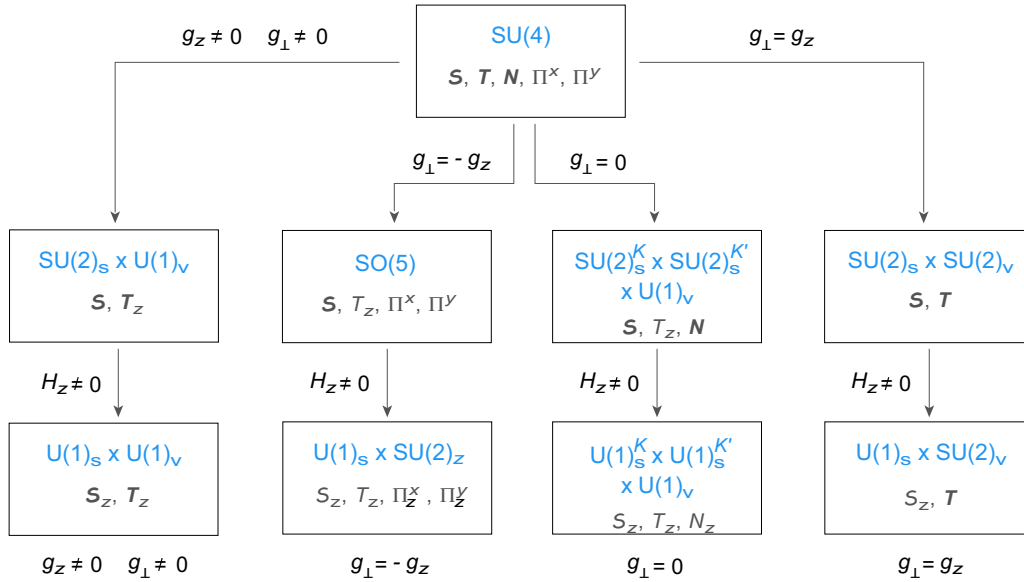 g_z ≠ 0 g_⊥ ≠ 0
SU(4)
g_⊥ = g_z
S, T, N, Π^x, Π^y
g_⊥ = - g_z
g_⊥ = 0
SU(2)_s x U(1)_v
S, T_z
SO(5)
S, T_z, Π^x, Π^y
SU(2)_s^K x SU(2)_s^K'
x U(1)_v
S, T_z, N
SU(2)_s x SU(2)_v
S, T
H_z ≠ 0
H_z ≠ 0
H_z ≠ 0
H_z ≠ 0
U(1)_s x U(1)_v
S_z, T_z
U(1)_s x SU(2)_z
S_z, T_z, Π_z^x , Π_z^y
U(1)_s^K x U(1)_s^K'
x U(1)_v
S_z, T_z, N_z
U(1)_s x SU(2)_v
S_z, T
g_z ≠ 0 g_⊥ ≠ 0
g_⊥ = - g_z
g_⊥ = 0
g_⊥ = g_z